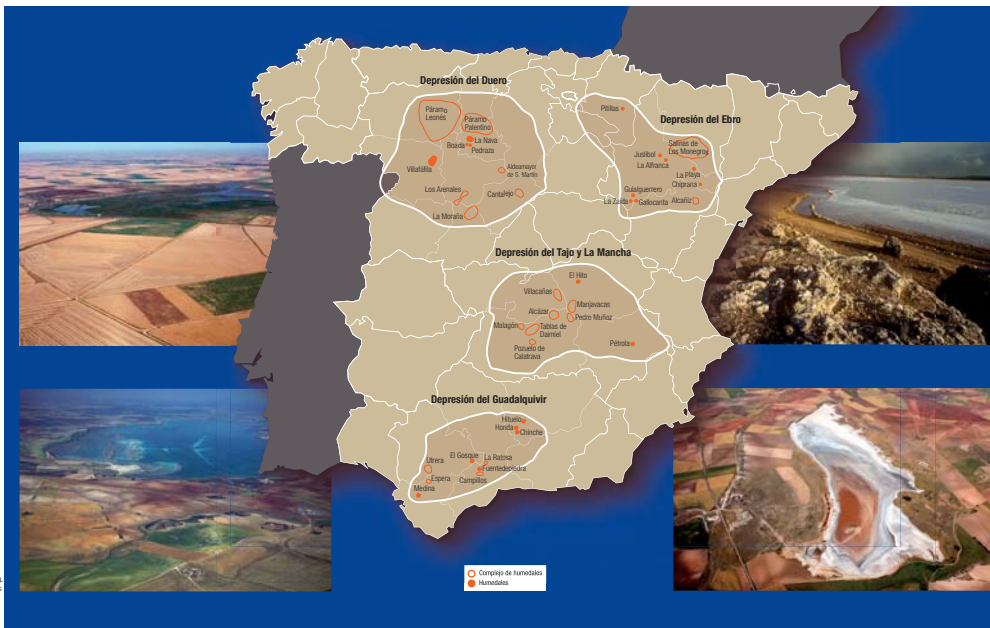 Depresión del Duero
Páramo
Leonés
Páramo
Palentino
La Nava
Boada
Pedraza
Villafáfila
Aldeamayor
de S. Martín
Los Arenales
Cantalejo
La Moraña
Depresión del Ebro
Pitillas
Salinas de
Los Monegros
Juslibol
La Alfranca
La Playa
Chiprana
Guialguerrero
La Zaida
Gallocanta
Alcañiz
Depresión del Tajo y La Mancha
El Hito
Villacañas
Manjavacas
Alcázar
Pedro Muñoz
Malagón
Tablas de
Daimiel
Pozuelo de
Calatrava
Pétrola
Depresión del Guadalquivir
Hituelo
Honda
Chinche
El Gosque
La Ratosa
Utrera
Fuentedepiedra
Espera
Campillos
Medina
Complejo de humedales
Humedales